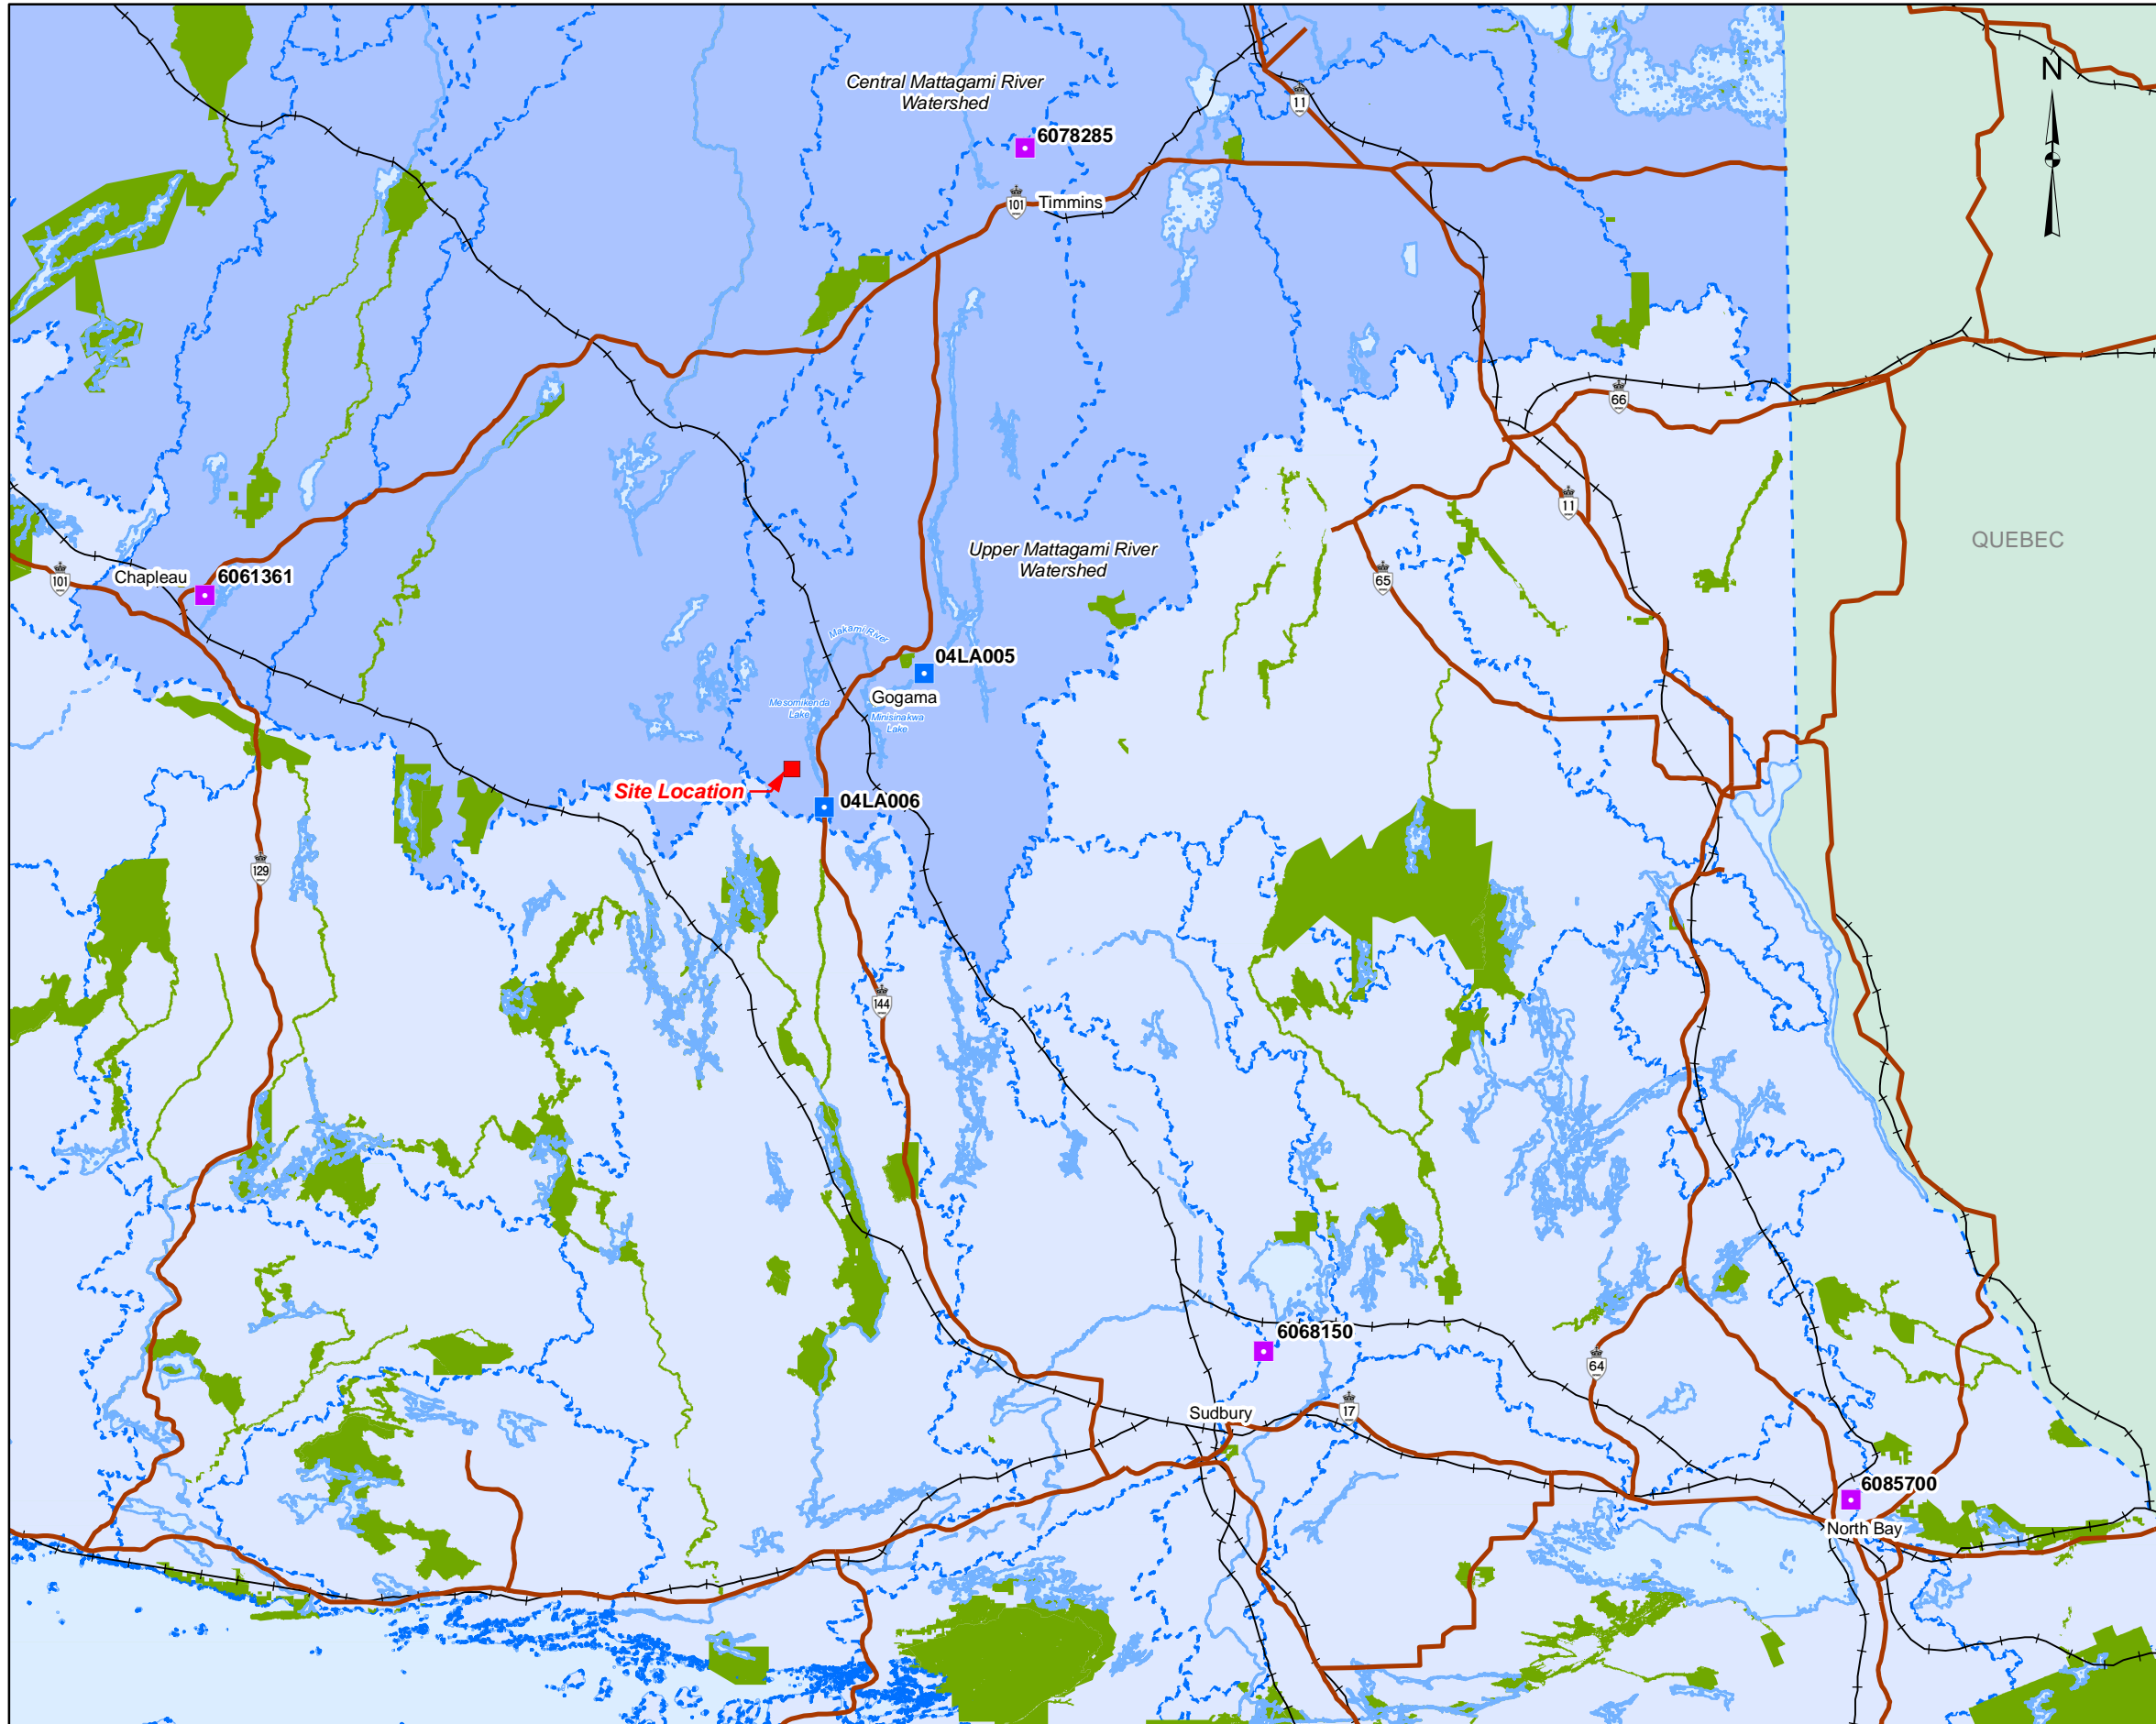 Central Mattagami River
Watershed
N
11
6078285
101
Timmins
66
11
QUEBEC
Upper Mattagami River
Watershed
101
Chapleau
6061361
65
Makami River
04LA005
Gogama
Mesomikenda
Lake
Minisinakwa
Lake
Site Location
04LA006
129
144
6068150
64
17
Sudbury
6085700
North Bay